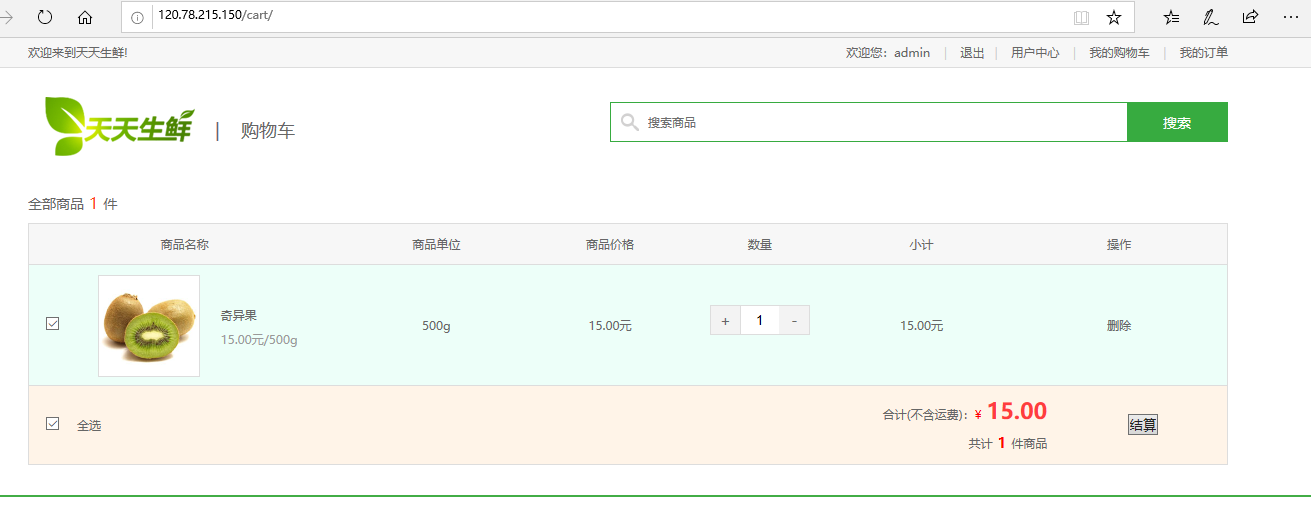 120.78.215.150/cart/
欢迎来到天天生鲜!
欢迎您：admin | 退出 | 用户中心 | 我的购物车 | 我的订单
天天生鲜 | 购物车
搜索商品 搜索
全部商品 1 件
商品名称 商品单位 商品价格 数量 小计 操作
奇异果
15.00元/500g
500g 15.00元 + 1 - 15.00元 删除
全选
合计(不含运费)：¥ 15.00
共计 1 件商品
结算